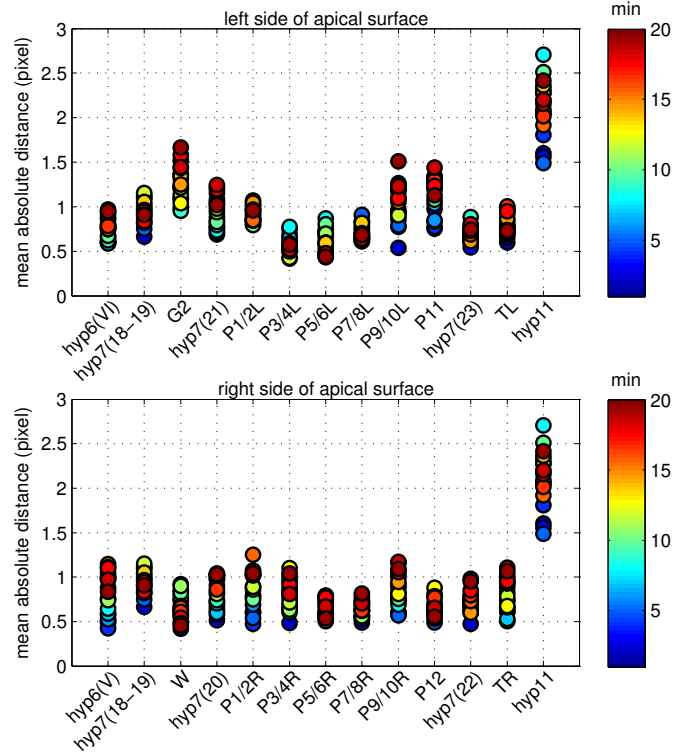 left side of apical surface
min
mean absolute distance (pixel)
3
2.5
2
1.5
1
0.5
0
20
15
10
5
hyp6(VI)
hyp7(18−19)
G2
hyp7(21)
P1/2L
P3/4L
P5/6L
P7/8L
P9/10L
P11
hyp7(23)
TL
hyp11
right side of apical surface
min
mean absolute distance (pixel)
3
2.5
2
1.5
1
0.5
0
20
15
10
5
hyp6(V)
hyp7(18−19)
W
hyp7(20)
P1/2R
P3/4R
P5/6R
P7/8R
P9/10R
P12
hyp7(22)
TR
hyp11